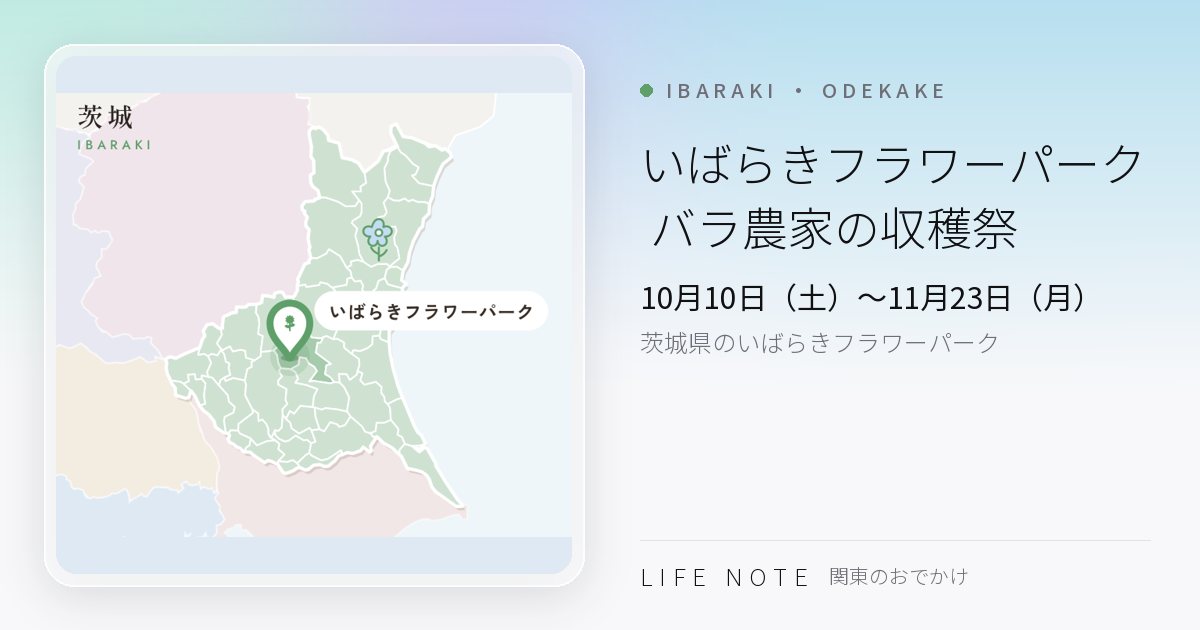 茨城
IBARAKI
いばらきフラワーパーク
IBARAKI ・ ODEKAKE
いばらきフラワーパーク
バラ農家の収穫祭
10月10日（土）〜11月23日（月）
茨城県のいばらきフラワーパーク
LIFE NOTE 関東のおでかけ